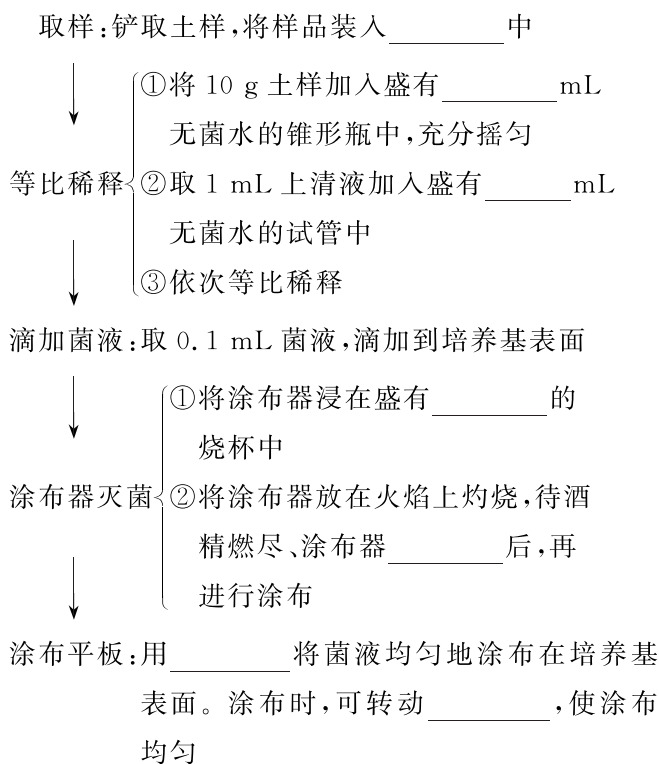 取样:铲取土样,将样品装入________中
①将 10 g 土样加入盛有________mL
无菌水的锥形瓶中,充分摇匀
等比稀释
②取 1 mL 上清液加入盛有______mL
无菌水的试管中
③依次等比稀释
滴加菌液:取 0.1 mL 菌液,滴加到培养基表面
①将涂布器浸在盛有________的
烧杯中
涂布器灭菌
②将涂布器放在火焰上灼烧,待酒
精燃尽、涂布器________后,再
进行涂布
涂布平板:用________将菌液均匀地涂布在培养基
表面。涂布时,可转动________,使涂布
均匀